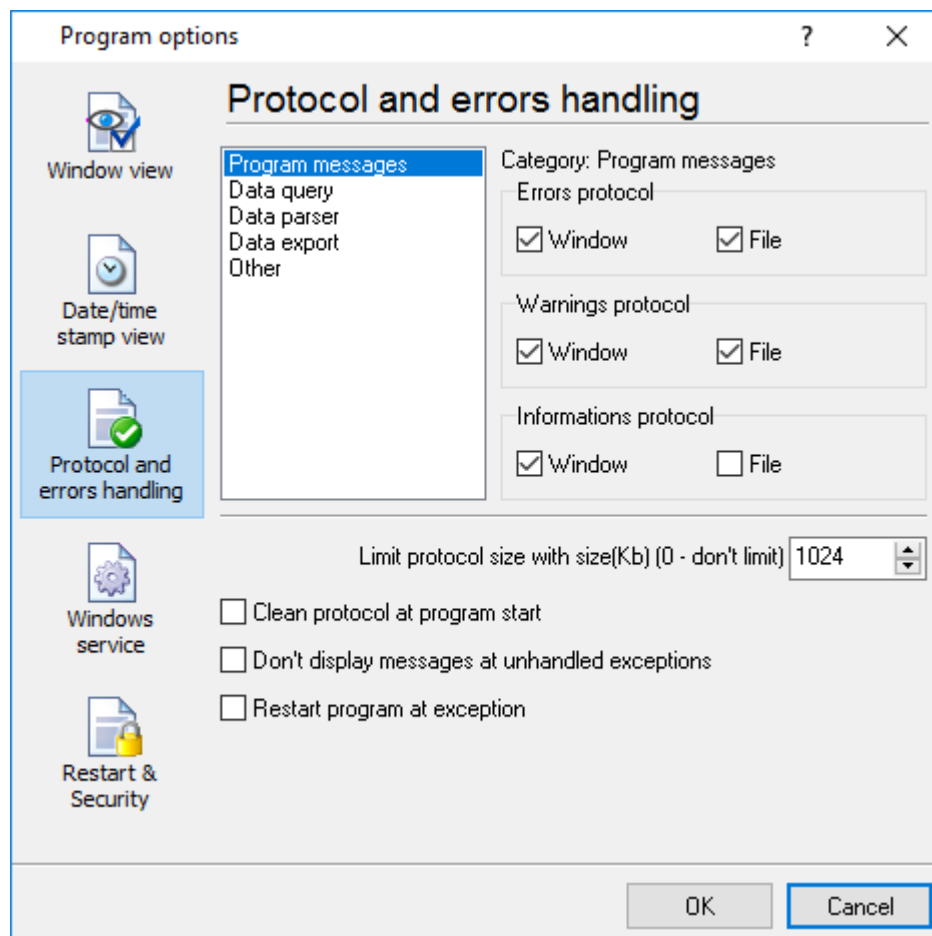 Program options
?
Window view
Date/time
stamp view
Protocol and
errors handling
Windows
service
Restart &
Security
Protocol and errors handling
Program messages
Data query
Data parser
Data export
Other
Category: Program messages
Errors protocol
Window
File
Warnings protocol
Window
File
Informations protocol
Window
File
Limit protocol size with size(Kb) (0 - don't limit) 1024
Clean protocol at program start
Don't display messages at unhandled exceptions
Restart program at exception
OK
Cancel